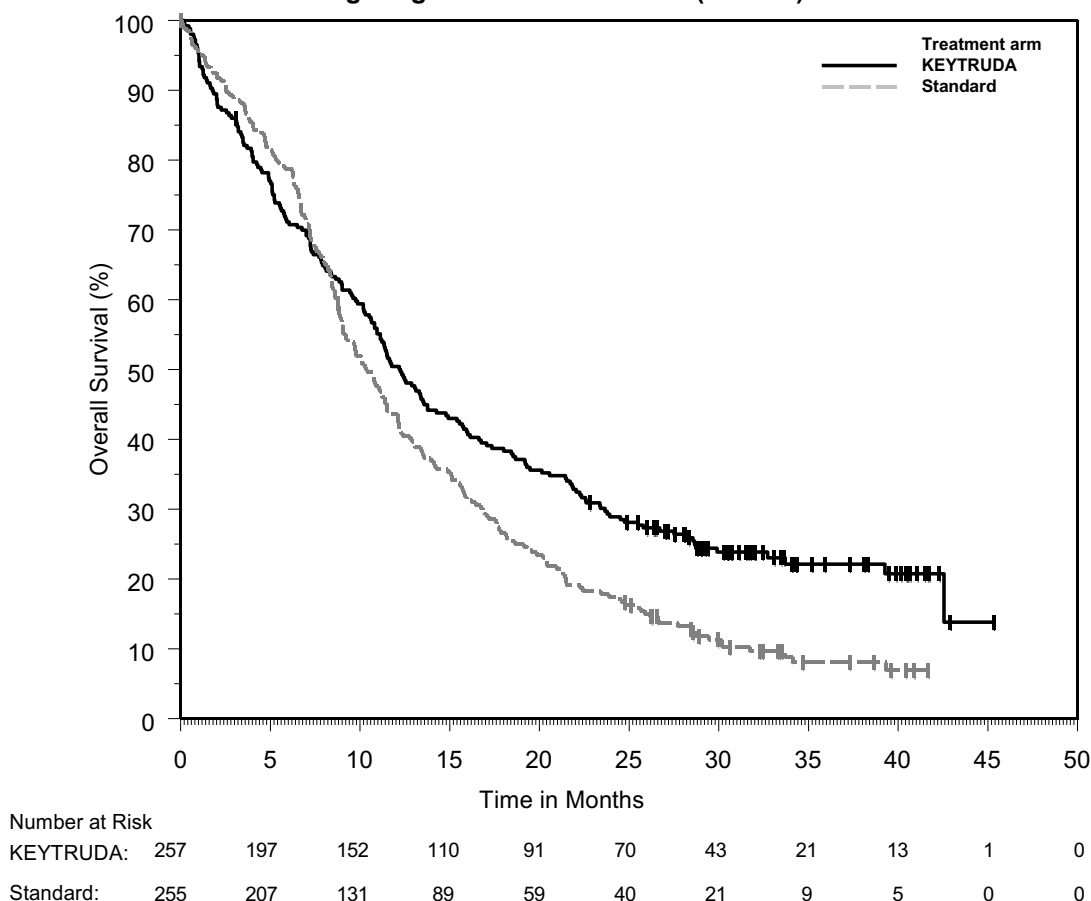 Treatment arm
KEYTRUDA
Standard
Overall Survival (%)
100
90
80
70
60
50
40
30
20
10
0
0 5 10 15 20 25 30 35 40 45 50
Time in Months
Number at Risk
KEYTRUDA: 257 197 152 110 91 70 43 21 13 1 0
Standard: 255 207 131 89 59 40 21 9 5 0 0